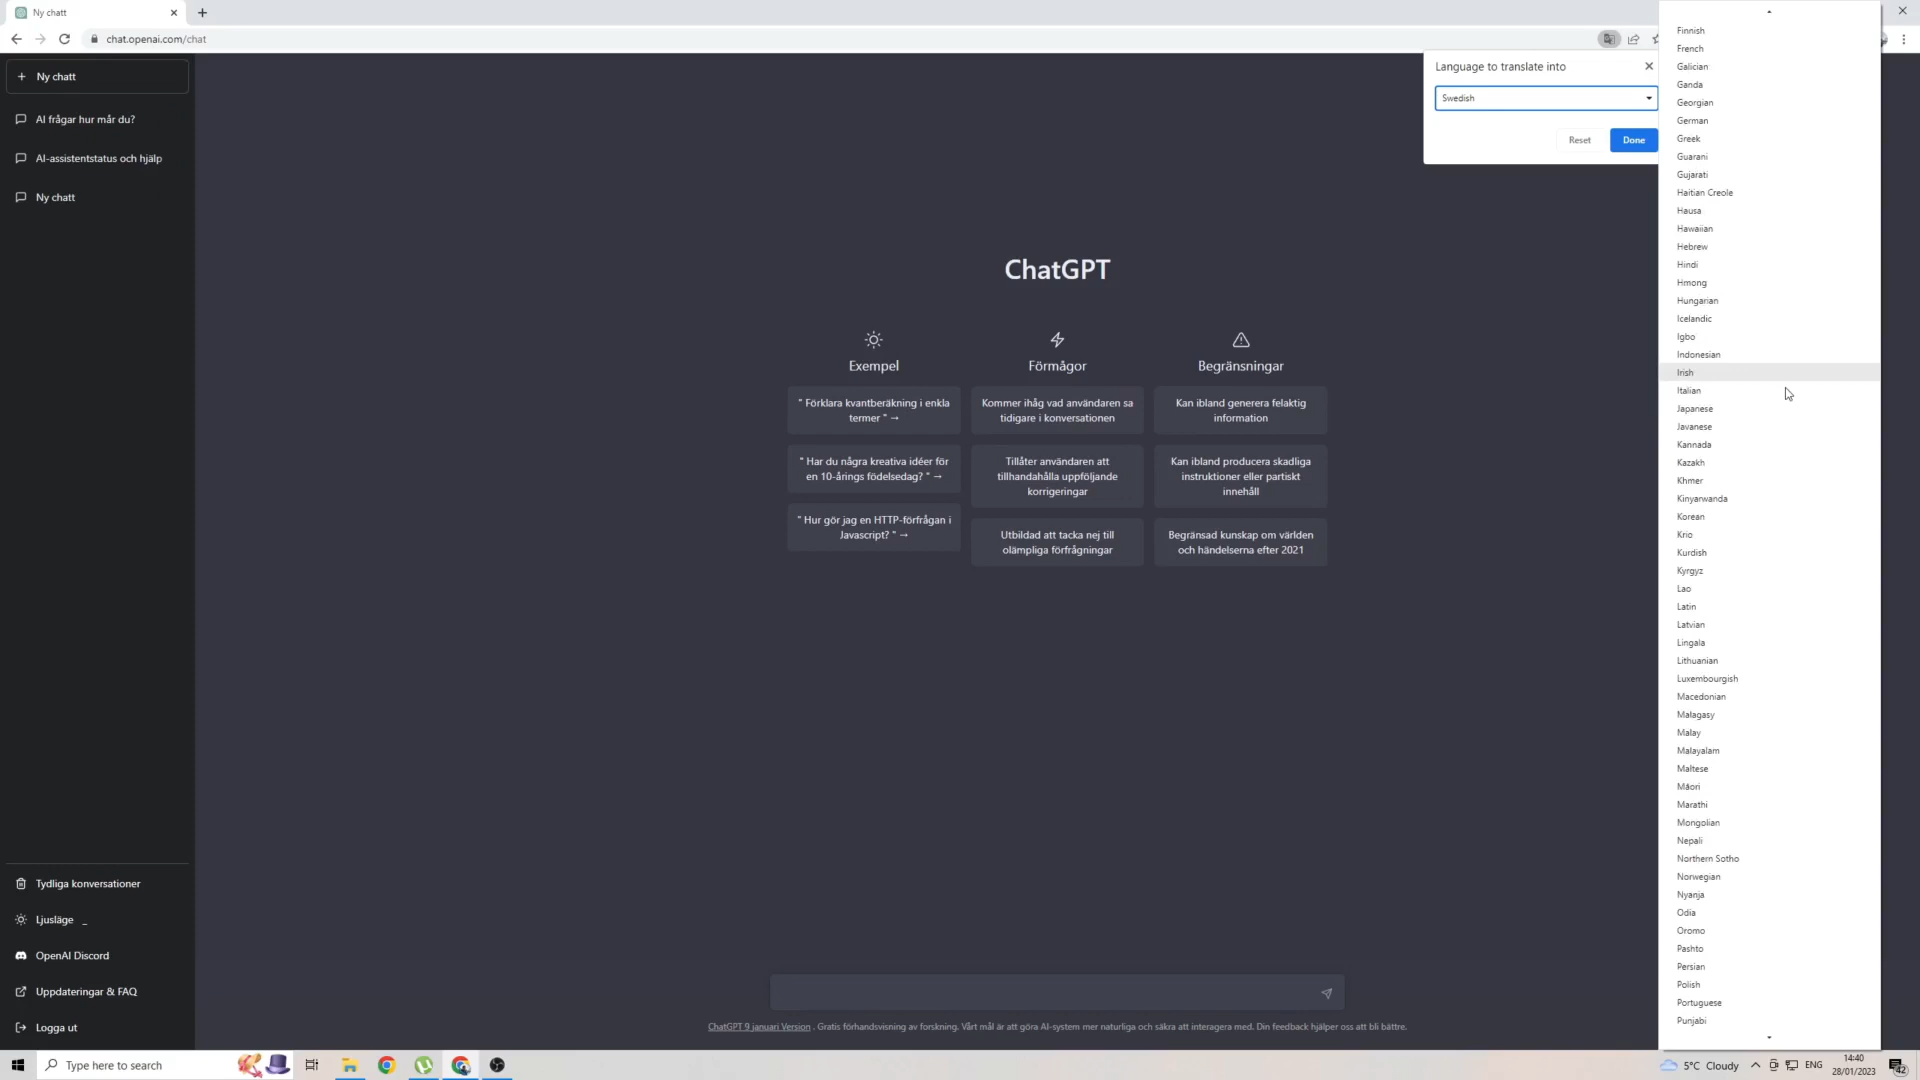 Ny chatt
chat.openai.com/chat
Ny chatt
AI frågar hur mår du?
AI-assistentstatus och hjälp
Ny chatt
Tydliga konversationer
Ljusläge _
OpenAI Discord
Uppdateringar & FAQ
Logga ut
ChatGPT
Exempel
" Förklara kvantberäkning i enkla
termer " →
" Har du några kreativa idéer för
en 10-årings födelsedag? " →
" Hur gör jag en HTTP-förfrågan i
Javascript? " →
Förmågor
Kommer ihåg vad användaren sa
tidigare i konversationen
Tillåter användaren att
tillhandahålla uppföljande
korrigeringar
Utbildad att tacka nej till
olämpliga förfrågningar
Begränsningar
Kan ibland generera felaktig
information
Kan ibland producera skadliga
instruktioner eller partiskt
innehåll
Begränsad kunskap om världen
och händelserna efter 2021
ChatGPT 9 januari Version . Gratis förhandsvisning av forskning. Vårt mål är att göra AI-system mer naturliga och säkra att interagera med. Din feedback hjälper oss att bli bättre.
Language to translate into
Swedish
Reset
Done
Finnish
French
Galician
Ganda
Georgian
German
Greek
Guarani
Gujarati
Haitian Creole
Hausa
Hawaiian
Hebrew
Hindi
Hmong
Hungarian
Icelandic
Igbo
Indonesian
Irish
Italian
Japanese
Javanese
Kannada
Kazakh
Khmer
Kinyarwanda
Korean
Krio
Kurdish
Kyrgyz
Lao
Latin
Latvian
Lingala
Lithuanian
Luxembourgish
Macedonian
Malagasy
Malay
Malayalam
Maltese
Māori
Marathi
Mongolian
Nepali
Northern Sotho
Norwegian
Nyanja
Odia
Oromo
Pashto
Persian
Polish
Portuguese
Punjabi
Type here to search
5°C Cloudy
ENG
14:40
28/01/2023
42